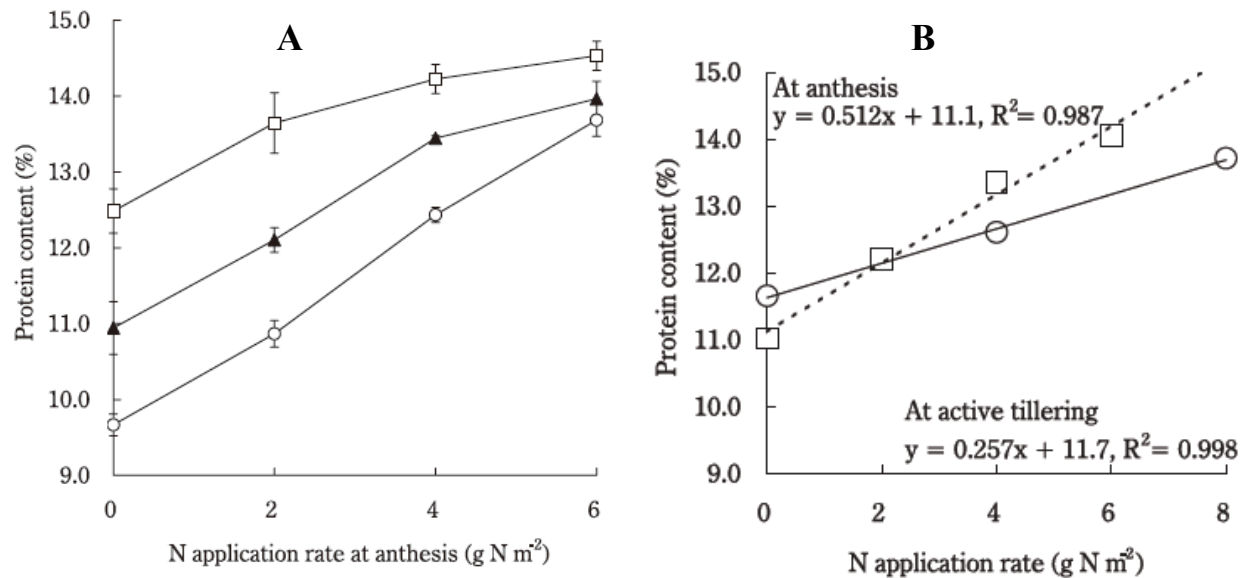 A
15.0
14.0
13.0
12.0
11.0
10.0
9.0
Protein content (%)
0 2 4 6
N application rate at anthesis (g N m⁻²)
B
15.0
14.0
13.0
12.0
11.0
10.0
9.0
Protein content (%)
At anthesis
y = 0.512x + 11.1, R² = 0.987
At active tillering
y = 0.257x + 11.7, R² = 0.998
0 2 4 6 8
N application rate (g N m⁻²)